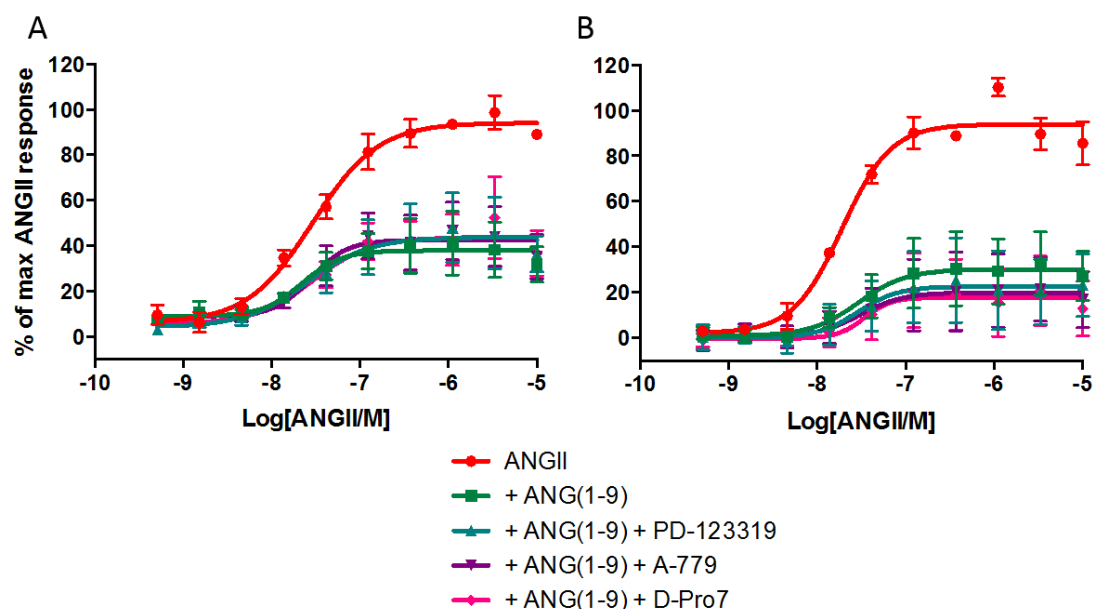 A
B
% of max ANGII response
120
100
80
60
40
20
0
-10
-9
-8
-7
-6
-5
Log[ANGII/M]
120
100
80
60
40
20
0
-10
-9
-8
-7
-6
-5
Log[ANGII/M]
ANGII
+ ANG(1-9)
+ ANG(1-9) + PD-123319
+ ANG(1-9) + A-779
+ ANG(1-9) + D-Pro7